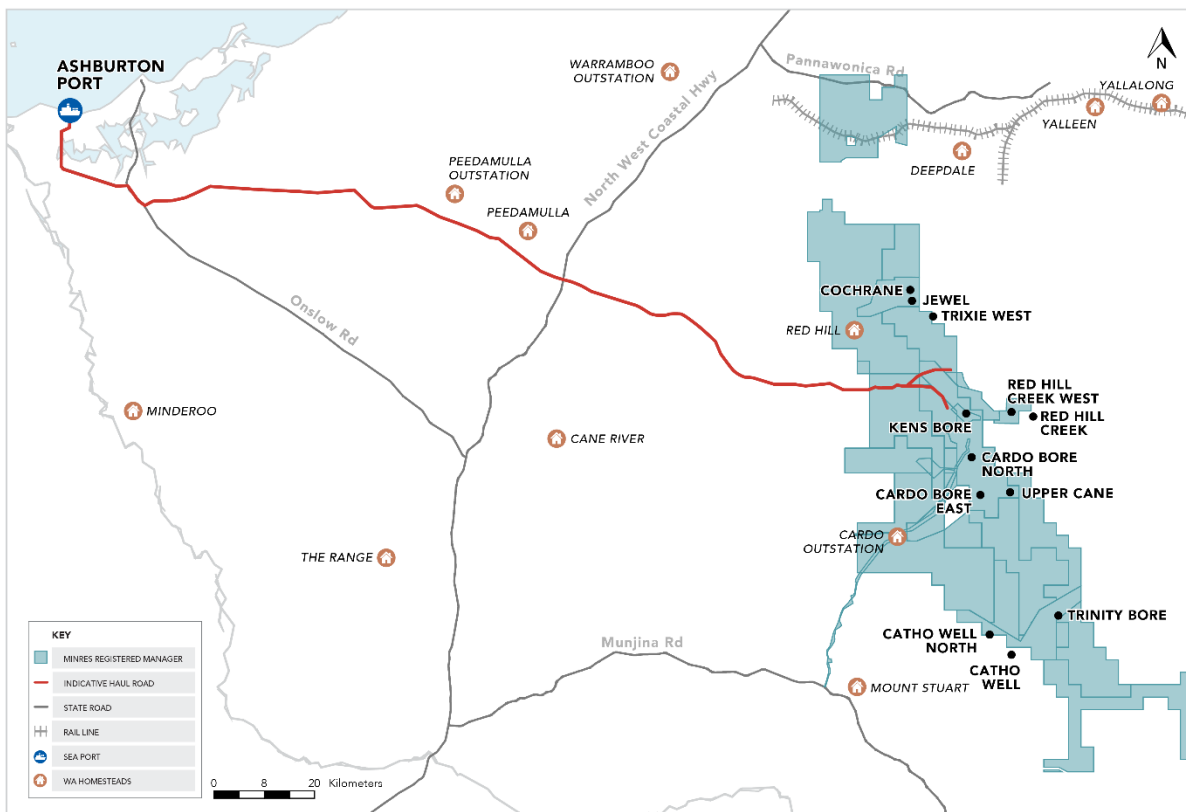 ASHBURTON
PORT
WARRAMBOO
OUTSTATION
North West Coastal Hwy
Pannawonica Rd
N
YALLALONG
YALLEEN
DEEPDALE
PEEDAMULLA
OUTSTATION
PEEDAMULLA
Onslow Rd
COCHRANE
JEWEL
TRIXIE WEST
RED HILL
MINDEROO
CANE RIVER
RED HILL
CREEK WEST
RED HILL
CREEK
KENS BORE
CARDO BORE
NORTH
CARDO BORE
EAST
UPPER CANE
CARDO
OUTSTATION
THE RANGE
TRINITY BORE
CATHO WELL
NORTH
CATHO
WELL
Munjina Rd
MOUNT STUART
KEY
MINRES REGISTERED MANAGER
INDICATIVE HAUL ROAD
STATE ROAD
RAIL LINE
SEA PORT
WA HOMESTEADS
0 8 20 Kilometers